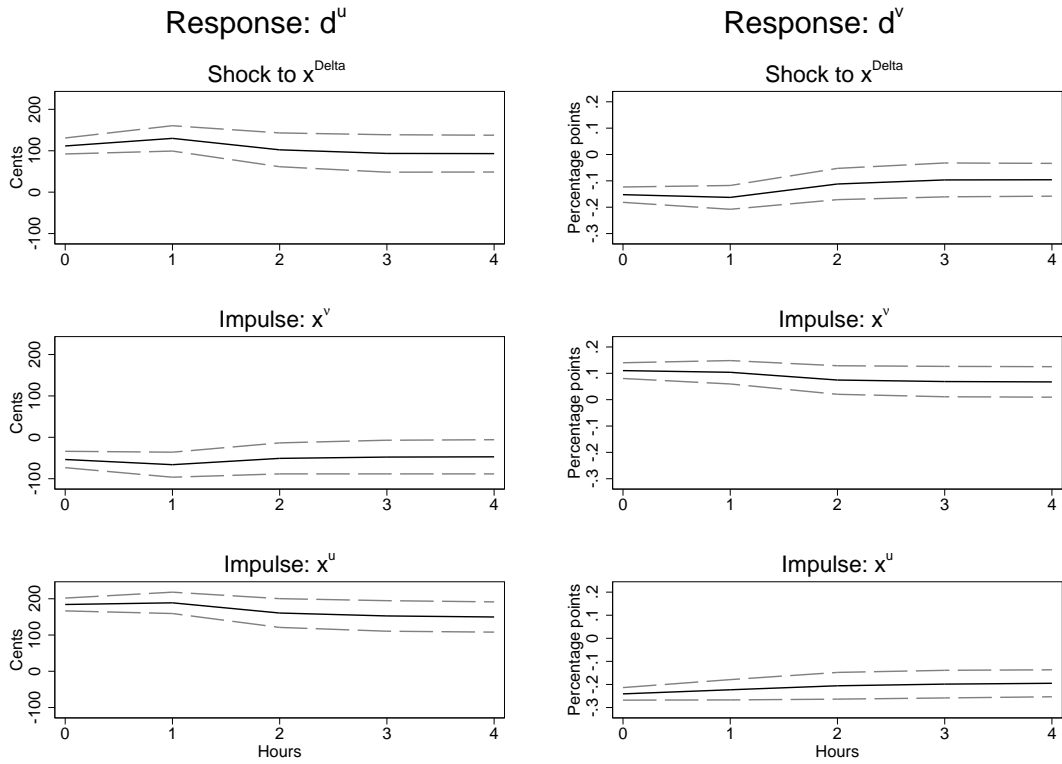 Response: d^u
Response: d^v
Shock to x^Delta
Cents
200
100
0
-100
0 1 2 3 4
Shock to x^Delta
Percentage points
.2
.1
0
-.1
-.2
-.3
0 1 2 3 4
Impulse: x^ν
Cents
200
100
0
-100
0 1 2 3 4
Impulse: x^ν
Percentage points
.2
.1
0
-.1
-.2
-.3
0 1 2 3 4
Impulse: x^u
Cents
200
100
0
-100
0 1 2 3 4
Hours
Impulse: x^u
Percentage points
.2
.1
0
-.1
-.2
-.3
0 1 2 3 4
Hours